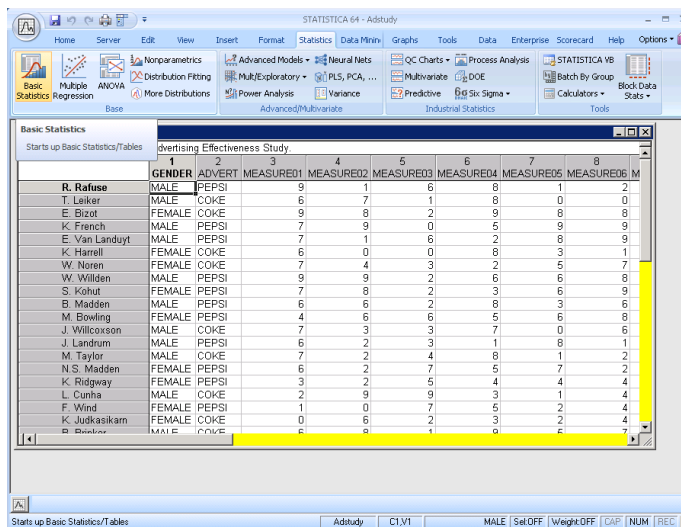 STATISTICA 64 - Adstudy
Home Server Edit View Insert Format Statistics Data Minin Graphs Tools Data Enterprise Scorecard Help Options
Nonparametrics Advanced Models Neural Nets QC Charts Process Analysis STATISTICA VB
Distribution Fitting Mult/Exploratory PLS, PCA, ... Multivariate DOE Batch By Group
More Distributions Power Analysis Variance Predictive Six Sigma Calculators
Basic Statistics Multiple Regression ANOVA Block Data Stats
Base Advanced/Multivariate Industrial Statistics Tools
Basic Statistics
Starts up Basic Statistics/Tables
dvertising Effectiveness Study.
1 2 3 4 5 6 7 8
GENDER ADVERT MEASURE01 MEASURE02 MEASURE03 MEASURE04 MEASURE05 MEASURE06 M
R. Rafuse MALE PEPSI 9 1 6 8 1 2
T. Leiker MALE COKE 6 7 1 8 0 0
E. Bizot FEMALE COKE 9 8 2 9 8 8
K. French MALE PEPSI 7 9 0 5 9 9
E. Van Landuyt MALE PEPSI 7 1 6 2 8 9
K. Harrell FEMALE COKE 6 0 0 8 3 1
W. Noren FEMALE COKE 7 4 3 2 5 7
W. Willden MALE PEPSI 9 9 2 6 6 8
S. Kohut FEMALE PEPSI 7 8 2 3 6 9
B. Madden MALE PEPSI 6 6 2 8 3 6
M. Bowling FEMALE PEPSI 4 6 6 5 6 8
J. Willcoxson MALE COKE 7 3 3 7 0 6
J. Landrum MALE PEPSI 6 2 3 1 8 1
M. Taylor MALE COKE 7 2 4 8 1 2
N.S. Madden FEMALE PEPSI 6 2 7 5 7 2
K. Ridgway FEMALE PEPSI 3 2 5 4 4 4
L. Cunha MALE COKE 2 9 9 3 1 4
F. Wind FEMALE PEPSI 1 0 7 5 2 4
K. Judkasikarn FEMALE COKE 0 6 2 3 2 4
MALE COKE 6 8 1 9 6 7
Starts up Basic Statistics/Tables Adstudy C1,V1 MALE Sel:OFF Weight:OFF CAP NUM REC